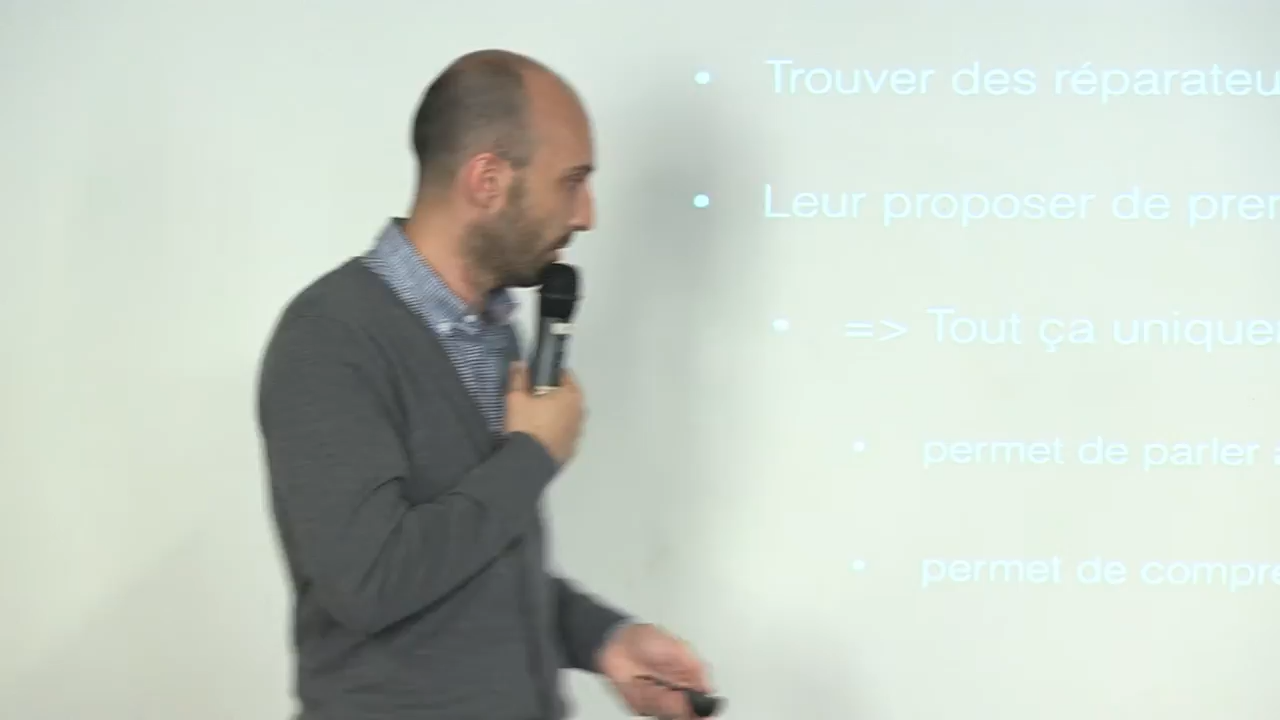 • Trouver des réparateu
• Leur proposer de pren
• => Tout ça unique
• permet de parler
• permet de compre